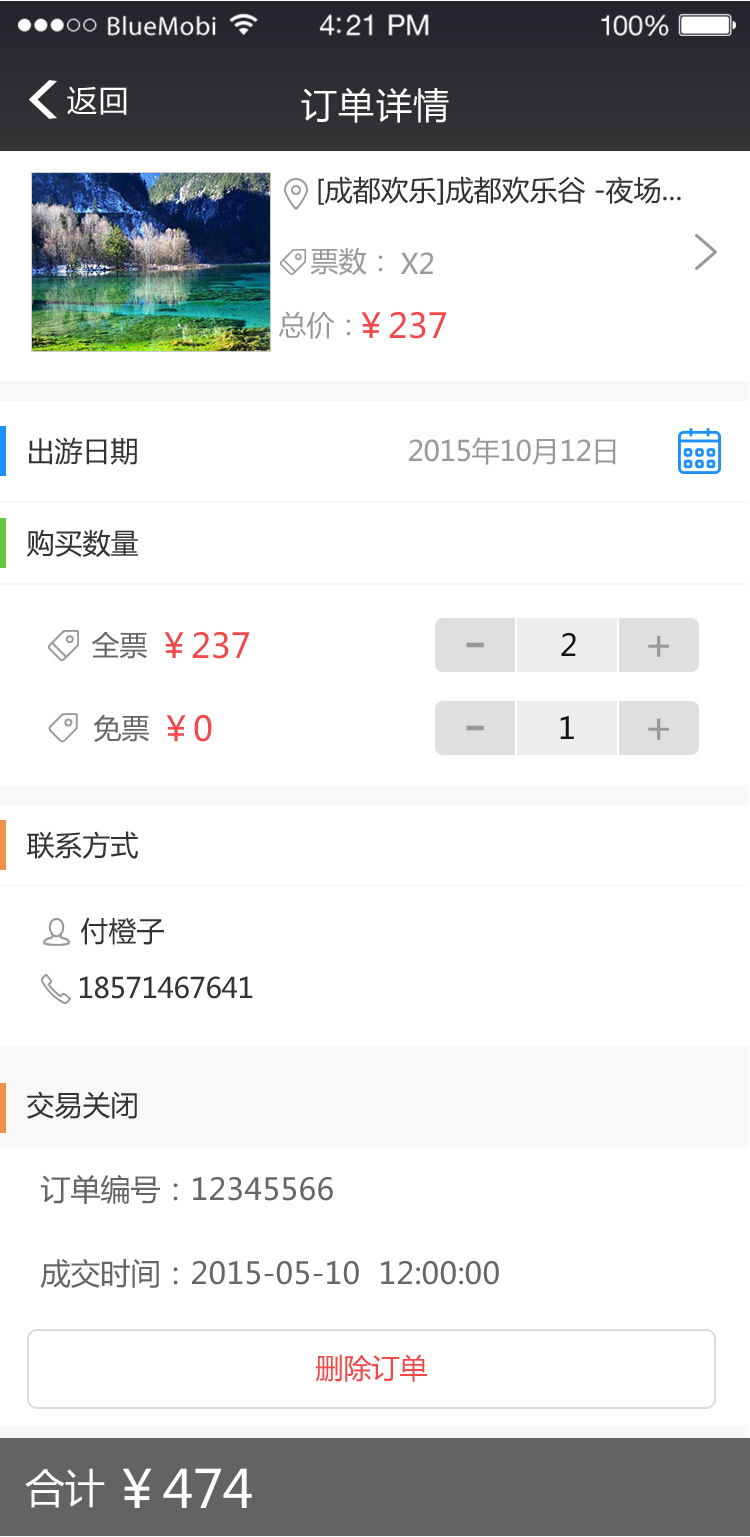 BlueMobi 4:21 PM 100%
返回 订单详情
[成都欢乐]成都欢乐谷 -夜场...
票数： X2
总价：¥ 237
出游日期 2015年10月12日
购买数量
全票 ¥ 237 - 2 +
免票 ¥ 0 - 1 +
联系方式
付橙子
18571467641
交易关闭
订单编号：12345566
成交时间：2015-05-10 12:00:00
删除订单
合计 ¥ 474